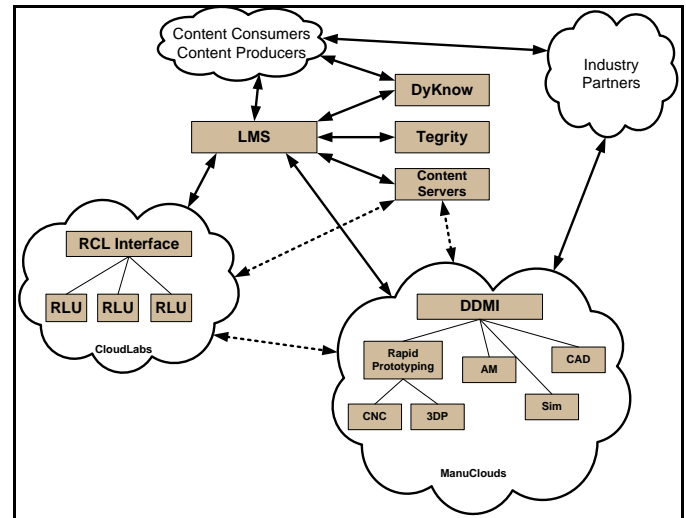 Content Consumers
Content Producers
Industry
Partners
DyKnow
LMS
Tegrity
Content
Servers
RCL Interface
RLU
RLU
RLU
CloudLabs
DDMI
Rapid
Prototyping
AM
CAD
CNC
3DP
Sim
ManuClouds